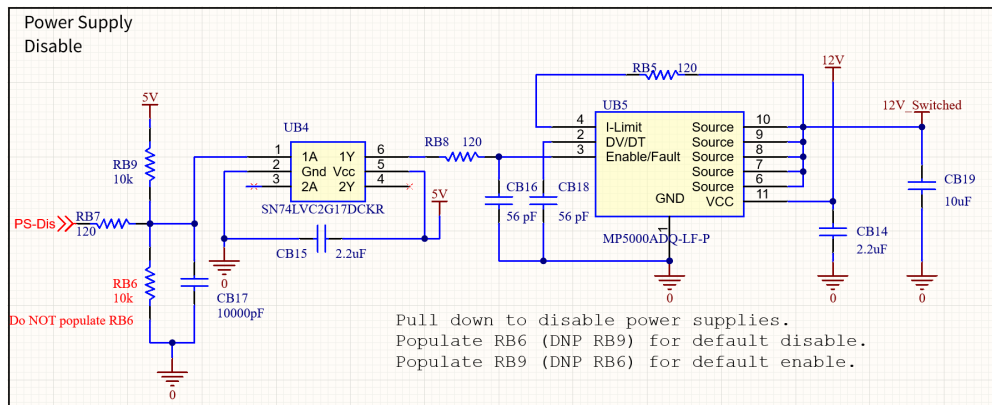 Power Supply
Disable
5V
RB9
10k
PS-Dis
RB7
120
RB6
10k
Do NOT populate RB6
CB17
10000pF
0
UB4
1 1A 1Y 6
2 Gnd Vcc 5
3 2A 2Y 4
SN74LVC2G17DCKR
5V
CB15 2.2uF
0
RB8 120
CB16
56 pF
CB18
56 pF
RB5 120
UB5
4 I-Limit Source 10
2 DV/DT Source 9
3 Enable/Fault Source 8
Source 7
Source 6
GND VCC 11
1
MP5000ADQ-LF-P
0
12V
CB14
2.2uF
0
12V_Switched
CB19
10uF
0
Pull down to disable power supplies.
Populate RB6 (DNP RB9) for default disable.
Populate RB9 (DNP RB6) for default enable.